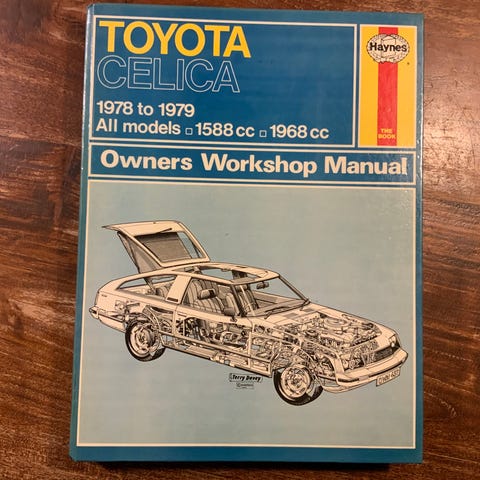 TOYOTA
CELICA
1978 to 1979
All models ▫ 1588 cc ▫ 1968 cc
Haynes
THE
BOOK
Owners Workshop Manual
Terry Davey